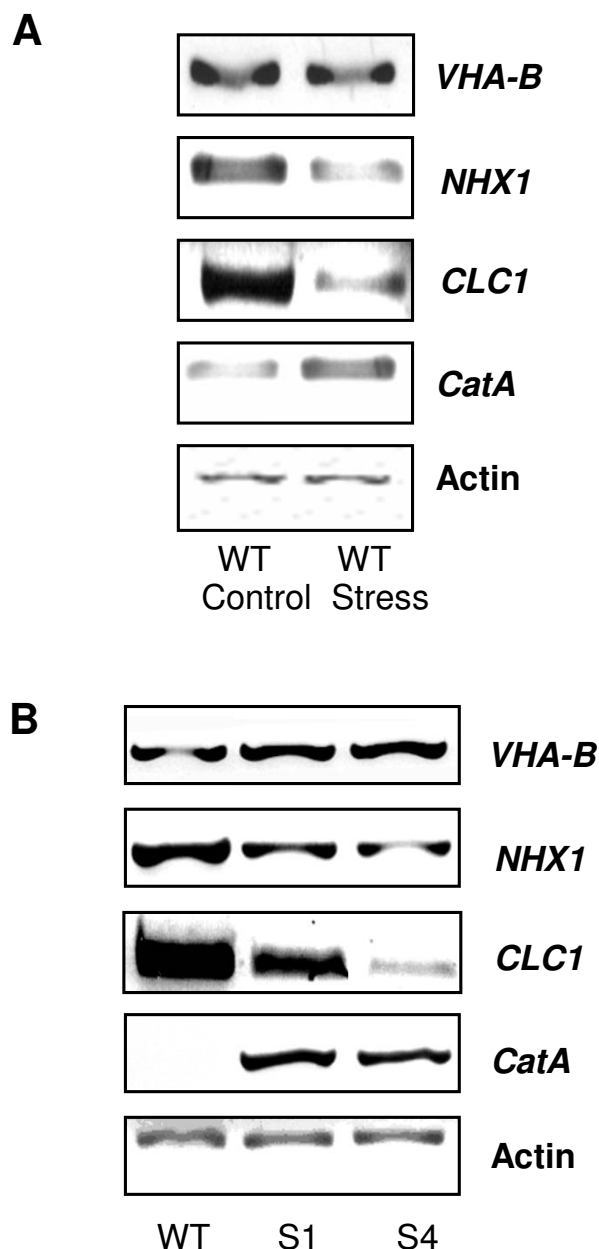 A
VHA-B
NHX1
CLC1
CatA
Actin
WT WT
Control Stress
B
VHA-B
NHX1
CLC1
CatA
Actin
WT S1 S4